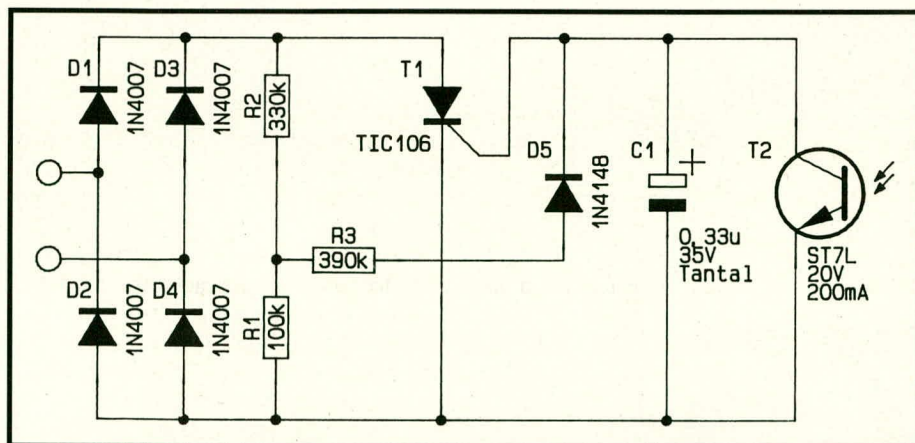 D1
1N4007
D3
1N4007
R2
330k
T1
TIC106
D5
1N4148
C1
+
0,33u
35V
Tantal
T2
ST7L
20V
200mA
R3
390k
D2
1N4007
D4
1N4007
R1
100k